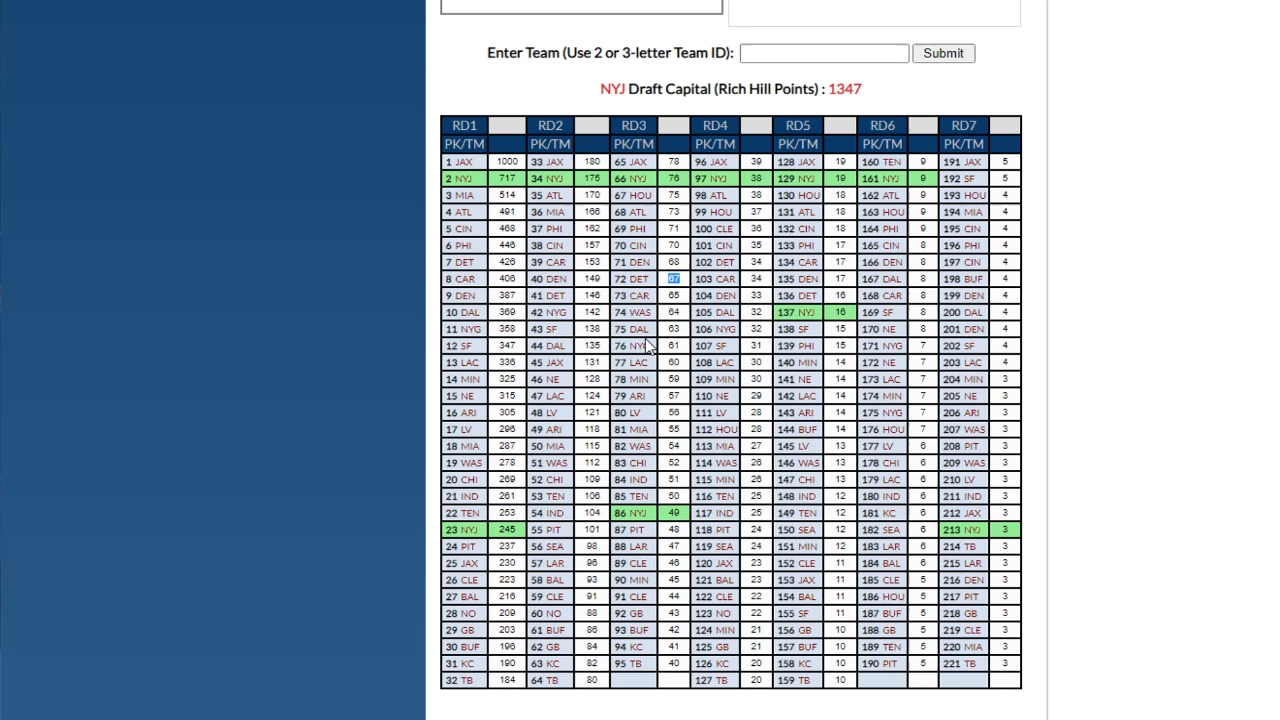 Enter Team (Use 2 or 3-letter Team ID): Submit
NYJ Draft Capital (Rich Hill Points) : 1347
RD1 RD2 RD3 RD4 RD5 RD6 RD7
PK/TM PK/TM PK/TM PK/TM PK/TM PK/TM PK/TM
1 JAX 1000 33 JAX 180 65 JAX 78 96 JAX 39 128 JAX 19 160 TEN 9 191 JAX 5
2 NYJ 717 34 NYJ 175 66 NYJ 76 97 NYJ 38 129 NYJ 19 161 NYJ 9 192 SF 5
3 MIA 514 35 ATL 170 67 HOU 75 98 ATL 37 130 HOU 18 162 ATL 9 193 HOU 4
4 ATL 491 36 MIA 166 68 ATL 73 99 HOU 37 131 ATL 18 163 HOU 9 194 MIA 4
5 CIN 468 37 PHI 162 69 PHI 71 100 CLE 36 132 CIN 18 164 PHI 9 195 CIN 4
6 PHI 446 38 CIN 157 70 CIN 70 101 CIN 35 133 PHI 17 165 CIN 8 196 PHI 4
7 DET 426 39 CAR 153 71 DEN 68 102 DET 34 134 CAR 17 166 DEN 8 197 CIN 4
8 CAR 406 40 DEN 149 72 DET 67 103 CAR 34 135 DEN 17 167 DAL 8 198 BUF 4
9 DEN 387 41 DET 146 73 CAR 65 104 DEN 33 136 DET 16 168 CAR 8 199 DEN 4
10 DAL 369 42 NYG 142 74 WAS 64 105 DAL 32 137 NYJ 16 169 SF 8 200 DAL 4
11 NYG 358 43 SF 138 75 DAL 63 106 NYG 32 138 SF 15 170 NE 8 201 DEN 4
12 SF 347 44 DAL 135 76 NYG 61 107 SF 31 139 PHI 15 171 NYG 7 202 SF 4
13 LAC 336 45 JAX 131 77 LAC 60 108 LAC 30 140 MIN 14 172 NE 7 203 LAC 4
14 MIN 325 46 NE 128 78 MIN 59 109 MIN 30 141 NE 14 173 LAC 7 204 MIN 3
15 NE 315 47 LAC 124 79 ARI 57 110 NE 29 142 LAC 14 174 MIN 7 205 NE 3
16 ARI 305 48 LV 121 80 LV 56 111 LV 28 143 ARI 14 175 NYG 7 206 ARI 3
17 LV 296 49 ARI 118 81 MIA 55 112 HOU 28 144 BUF 14 176 HOU 7 207 WAS 3
18 MIA 287 50 MIA 115 82 WAS 54 113 MIA 27 145 LV 13 177 LV 6 208 PIT 3
19 WAS 278 51 WAS 112 83 CHI 52 114 WAS 26 146 WAS 13 178 CHI 6 209 WAS 3
20 CHI 269 52 CHI 109 84 IND 51 115 MIN 26 147 CHI 13 179 LAC 6 210 LV 3
21 IND 261 53 TEN 106 85 TEN 50 116 TEN 25 148 IND 12 180 IND 6 211 IND 3
22 TEN 253 54 IND 104 86 NYJ 49 117 IND 25 149 TEN 12 181 KC 6 212 JAX 3
23 NYJ 245 55 PIT 101 87 PIT 48 118 PIT 24 150 SEA 12 182 SEA 6 213 NYJ 3
24 PIT 237 56 SEA 98 88 LAR 47 119 SEA 24 151 MIN 12 183 LAR 6 214 TB 3
25 JAX 230 57 LAR 96 89 CLE 46 120 JAX 23 152 CLE 11 184 BAL 6 215 LAR 3
26 CLE 223 58 BAL 93 90 MIN 45 121 BAL 23 153 JAX 11 185 CLE 6 216 DEN 3
27 BAL 216 59 CLE 91 91 CLE 44 122 CLE 22 154 BAL 11 186 HOU 5 217 PIT 3
28 NO 209 60 NO 88 92 GB 43 123 NO 22 155 SF 11 187 BUF 5 218 GB 3
29 GB 203 61 BUF 86 93 BUF 42 124 MIN 21 156 GB 10 188 GB 5 219 CLE 3
30 BUF 196 62 GB 84 94 KC 41 125 GB 21 157 BUF 10 189 TEN 5 220 MIA 3
31 KC 190 63 KC 82 95 TB 40 126 KC 20 158 KC 10 190 PIT 5 221 TB 3
32 TB 184 64 TB 80 127 TB 20 159 TB 10